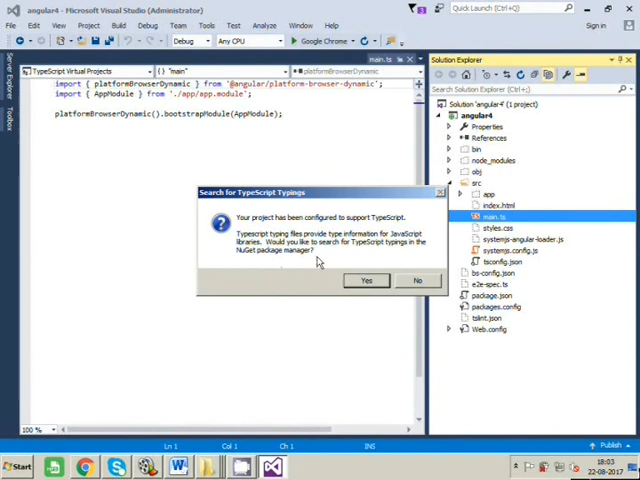 angular4 - Microsoft Visual Studio (Administrator)
3
Quick Launch (Ctrl+Q)
File Edit View Project Build Debug Team Tools Test Analyze Window Help
Sign in
Debug Any CPU Google Chrome
Server Explorer
Toolbox
main.ts
TypeScript Virtual Projects
"main"
platformBrowserDynamic
import { platformBrowserDynamic } from '@angular/platform-browser-dynamic';
import { AppModule } from './app/app.module';
platformBrowserDynamic().bootstrapModule(AppModule);
Search for TypeScript Typings
Your project has been configured to support TypeScript.
Typescript typing files provide type information for JavaScript
libraries. Would you like to search for TypeScript typings in the
NuGet package manager?
Yes
No
Solution Explorer
Search Solution Explorer (Ctrl+;)
Solution 'angular4' (1 project)
angular4
Properties
References
bin
node_modules
obj
src
app
index.html
main.ts
styles.css
systemjs-angular-loader.js
systemjs.config.js
tsconfig.json
bs-config.json
e2e-spec.ts
package.json
packages.config
tslint.json
Web.config
100 %
Ln 1 Col 1 Ch 1 INS
Publish
Start
18:03
22-08-2017